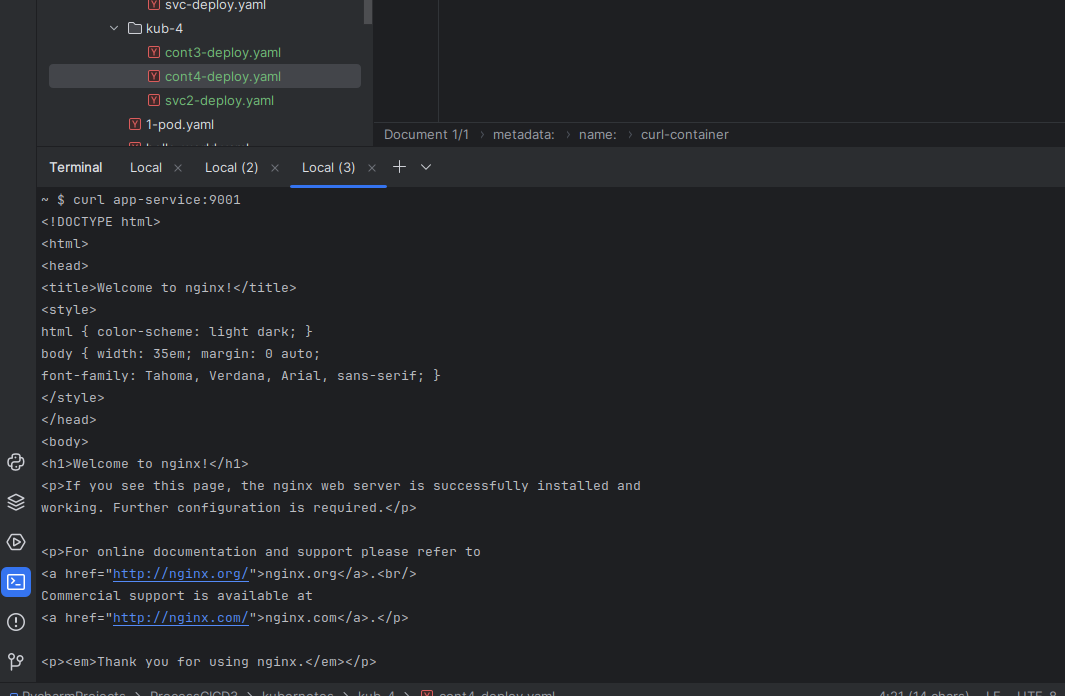 svc-deploy.yaml
kub-4
cont3-deploy.yaml
cont4-deploy.yaml
svc2-deploy.yaml
1-pod.yaml
Document 1/1 › metadata: › name: › curl-container
Terminal Local × Local (2) × Local (3) ×
~ $ curl app-service:9001
<!DOCTYPE html>
<html>
<head>
<title>Welcome to nginx!</title>
<style>
html { color-scheme: light dark; }
body { width: 35em; margin: 0 auto;
font-family: Tahoma, Verdana, Arial, sans-serif; }
</style>
</head>
<body>
<h1>Welcome to nginx!</h1>
<p>If you see this page, the nginx web server is successfully installed and
working. Further configuration is required.</p>

<p>For online documentation and support please refer to
<a href="http://nginx.org/">nginx.org</a>.<br/>
Commercial support is available at
<a href="http://nginx.com/">nginx.com</a>.</p>

<p><em>Thank you for using nginx.</em></p>
PycharmProjects > ProcessCICD3 > kubernetes > kub-4 > cont4-deploy.yaml 4:21 (14 chars) LF UTF-8